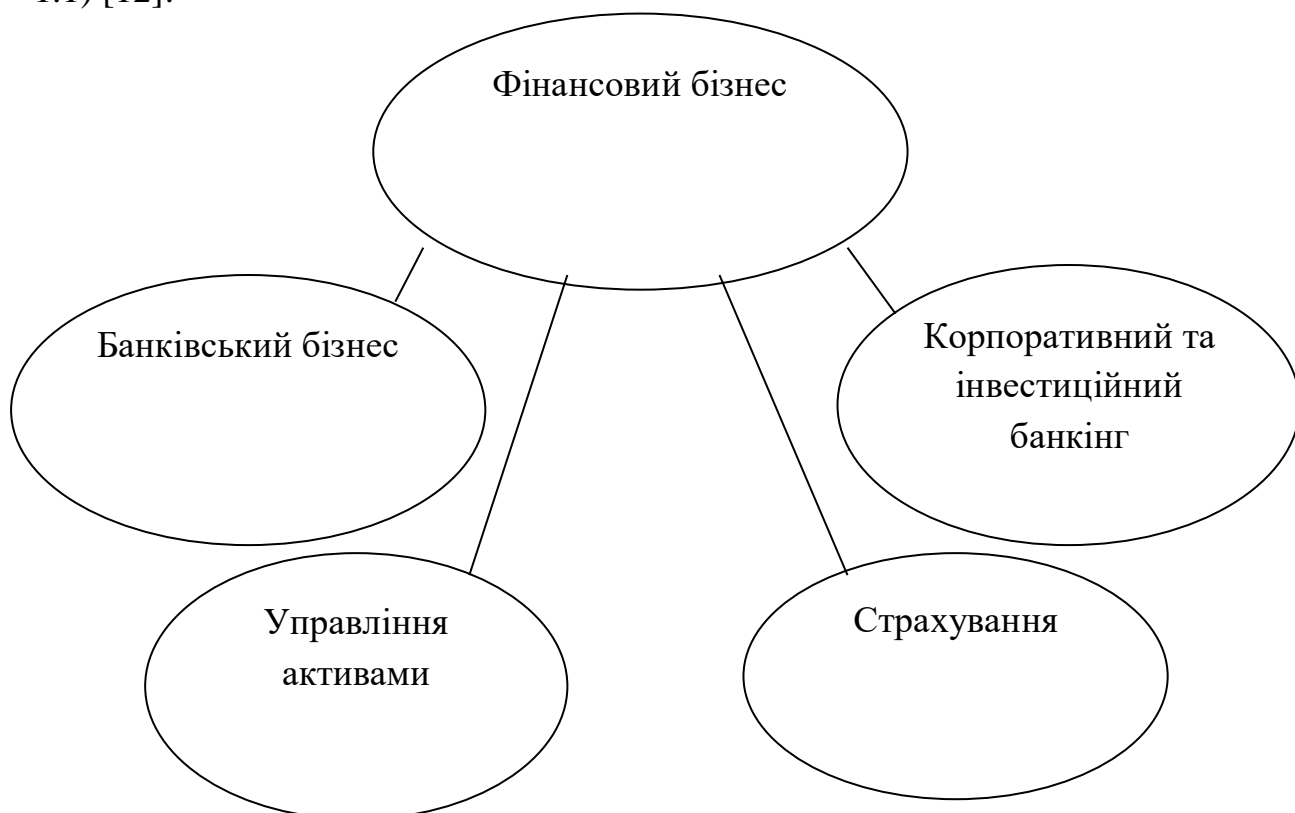 1.1) [12].
Фінансовий бізнес
Банківський бізнес
Корпоративний та
інвестиційний
банкінг
Управління
активами
Страхування